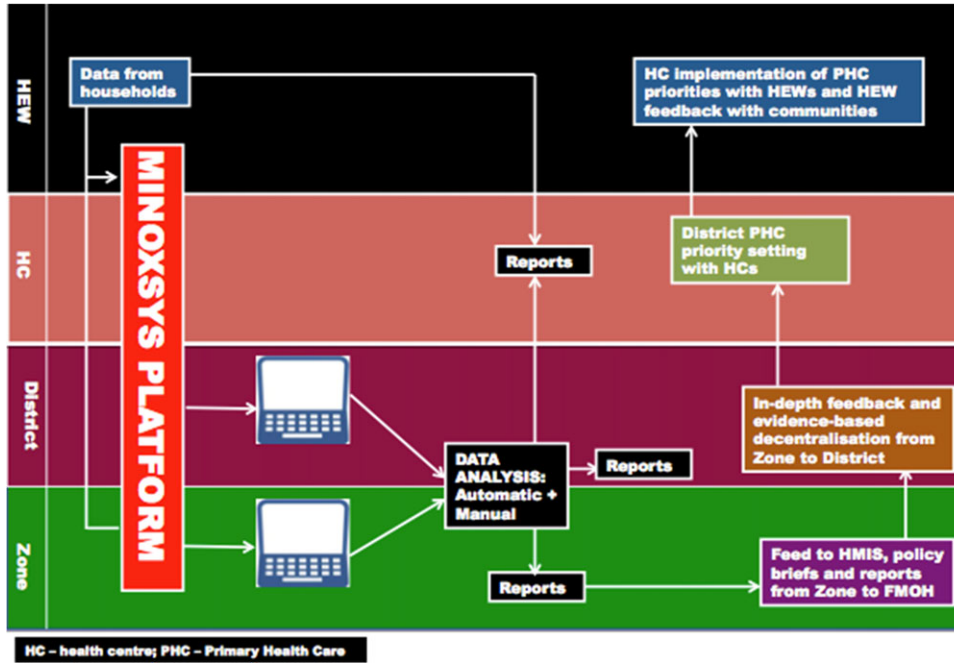 HEW
Data from
households
HC implementation of PHC
priorities with HEWs and HEW
feedback with communities
MINOXSYS PLATFORM
HC
Reports
District PHC
priority setting
with HCs
District
DATA
ANALYSIS:
Automatic +
Manual
Reports
In-depth feedback and
evidence-based
decentralisation from
Zone to District
Zone
Reports
Feed to HMIS, policy
briefs and reports
from Zone to FMOH
HC – health centre; PHC – Primary Health Care